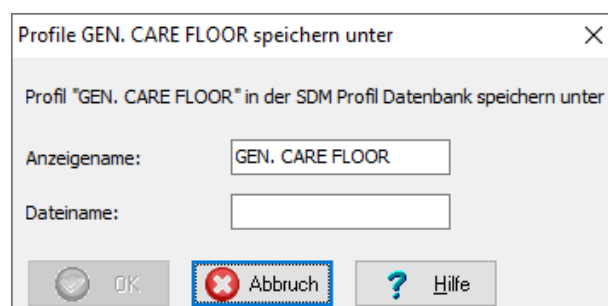 Profile GEN. CARE FLOOR speichern unter
Profil "GEN. CARE FLOOR" in der SDM Profil Datenbank speichern unter
Anzeigename: GEN. CARE FLOOR
Dateiname:
OK Abbruch ? Hilfe